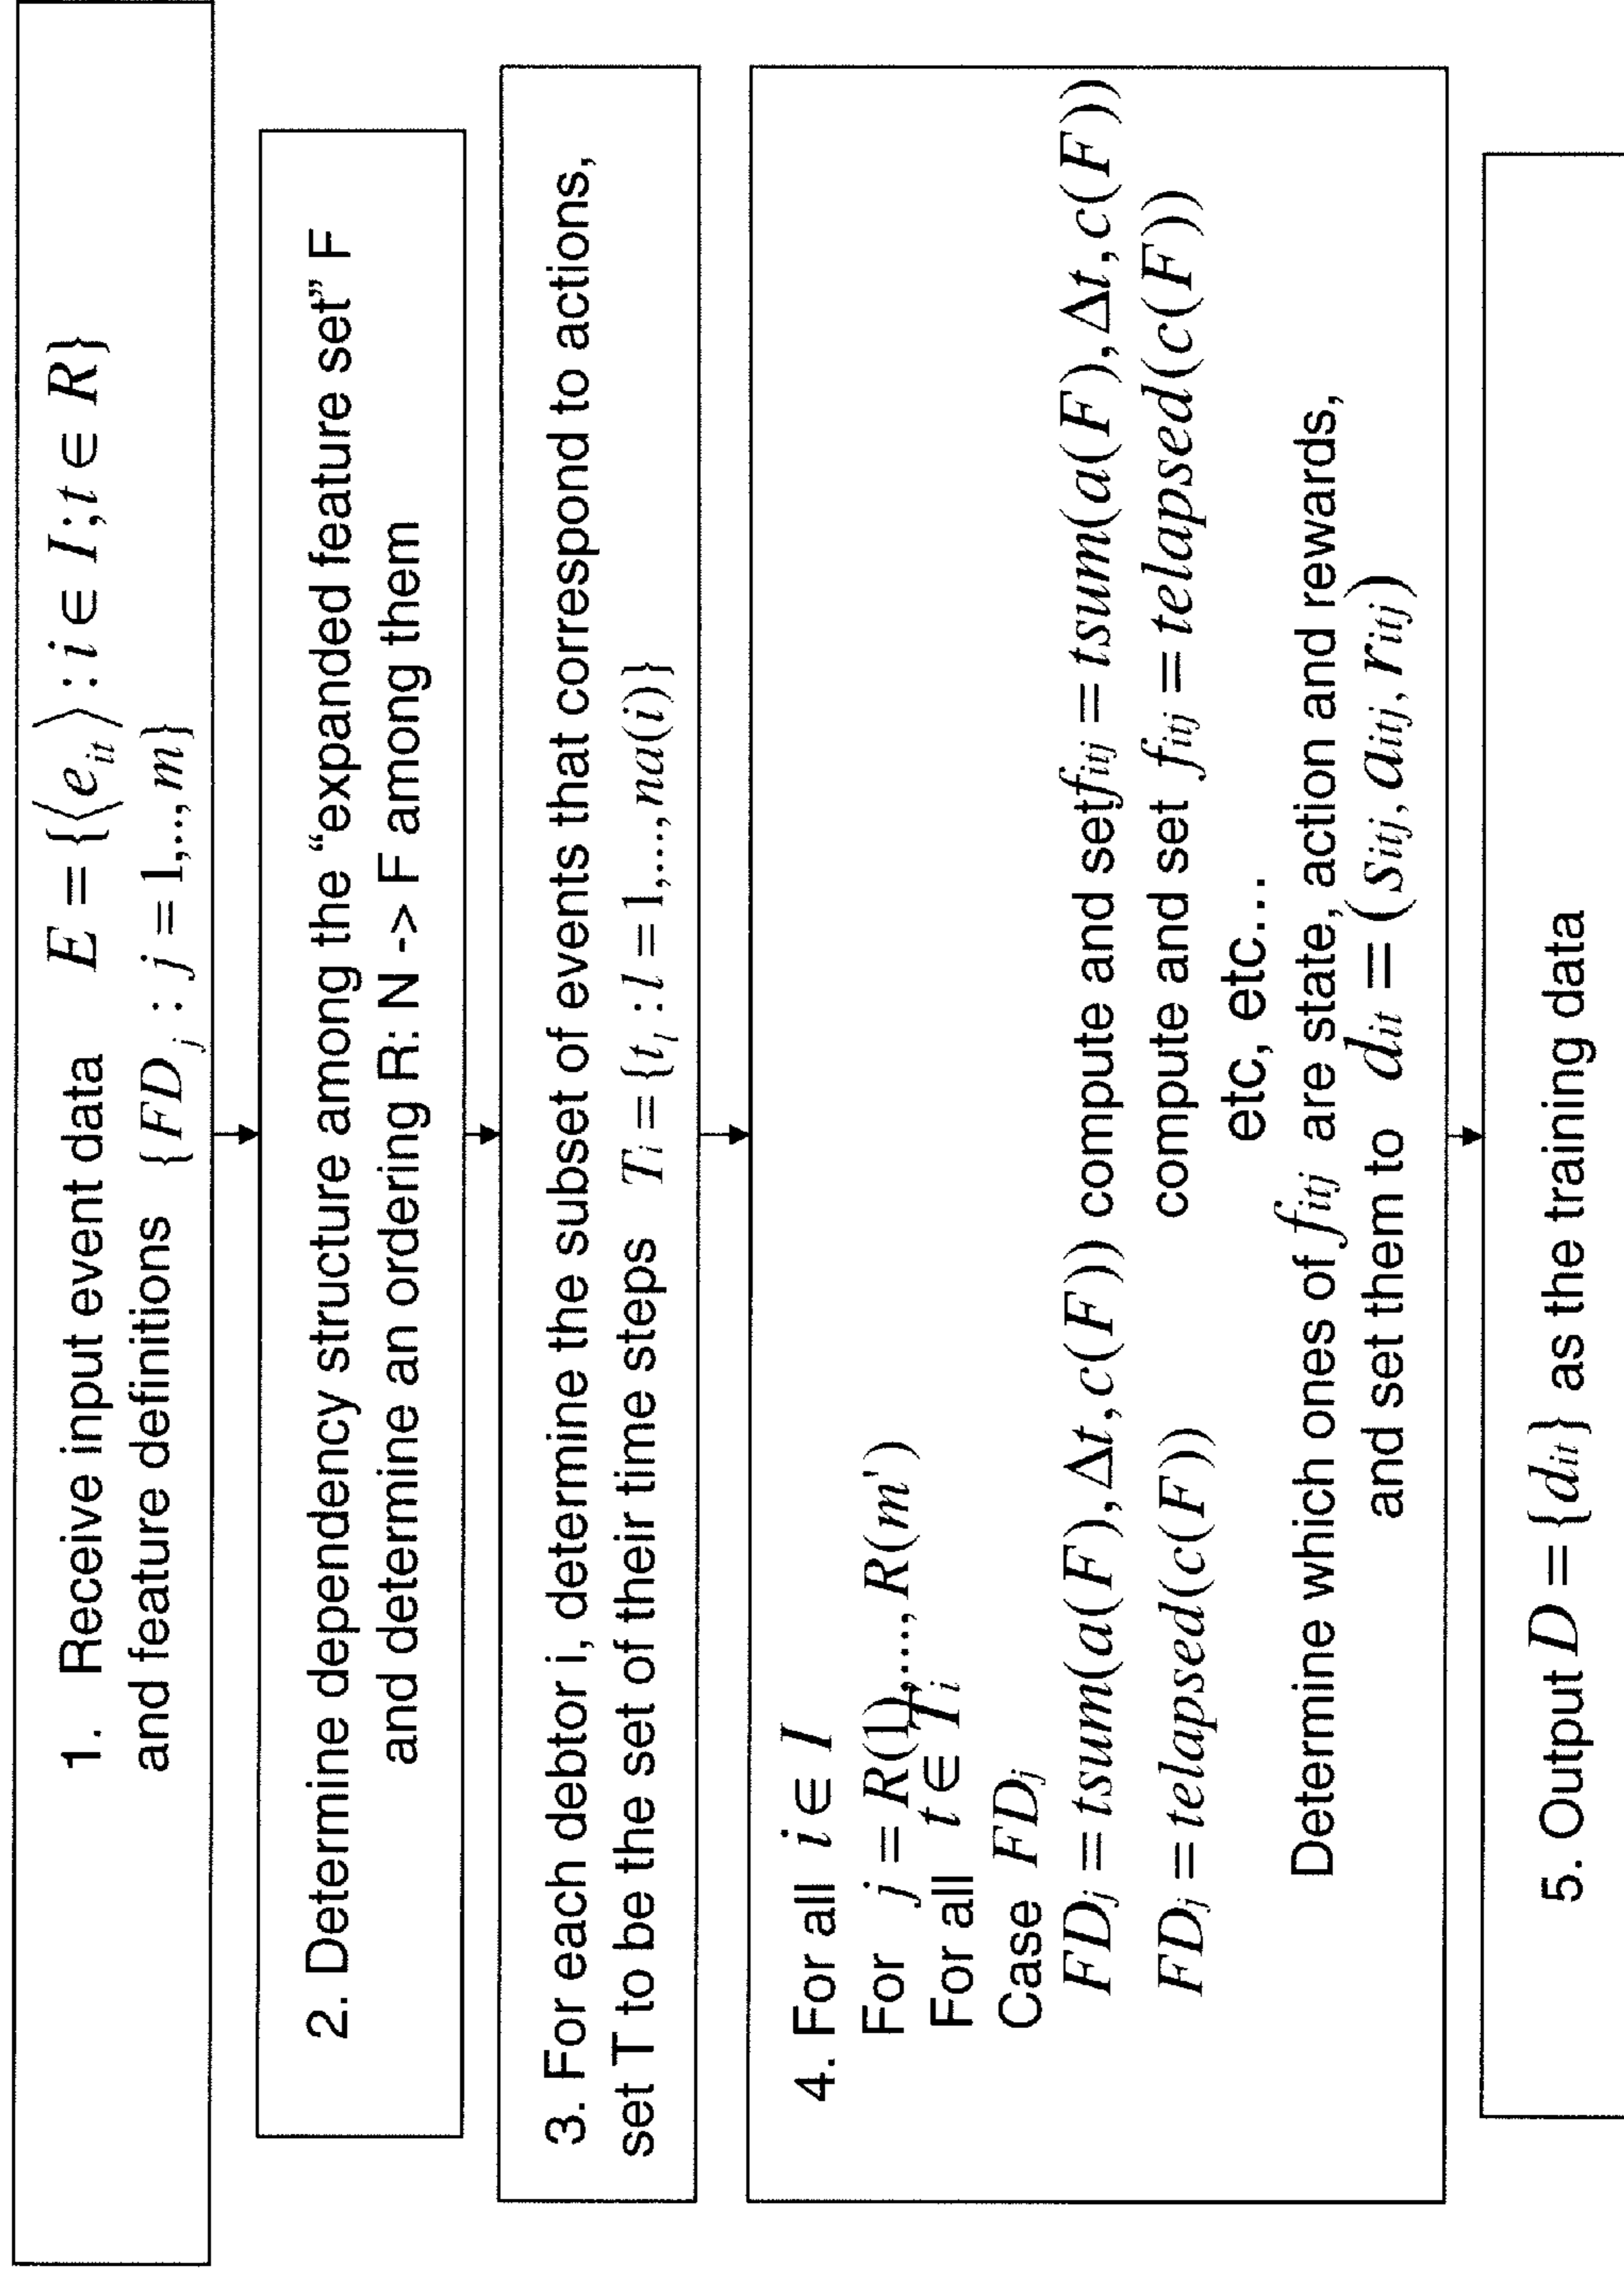 1. Receive input event data E = {⟨e_it⟩ : i ∈ I; t ∈ R}
and feature definitions {FD_j : j = 1,.., m}
2. Determine dependency structure among the “expanded feature set” F
and determine an ordering R: N -> F among them
3. For each debtor i, determine the subset of events that correspond to actions,
set T to be the set of their time steps T_i = {t_l : l = 1,..., na(i)}
4. For all i ∈ I
For j = R(1),..., R(m')
For all t ∈ T_i
Case FD_j
FD_j = tsum(a(F), Δt, c(F)) compute and set f_itj = tsum(a(F), Δt, c(F))
FD_j = telapsed(c(F)) compute and set f_itj = telapsed(c(F))
etc, etc...
Determine which ones of f_itj are state, action and rewards,
and set them to d_it = (s_itj, a_itj, r_itj)
5. Output D = {d_it} as the training data